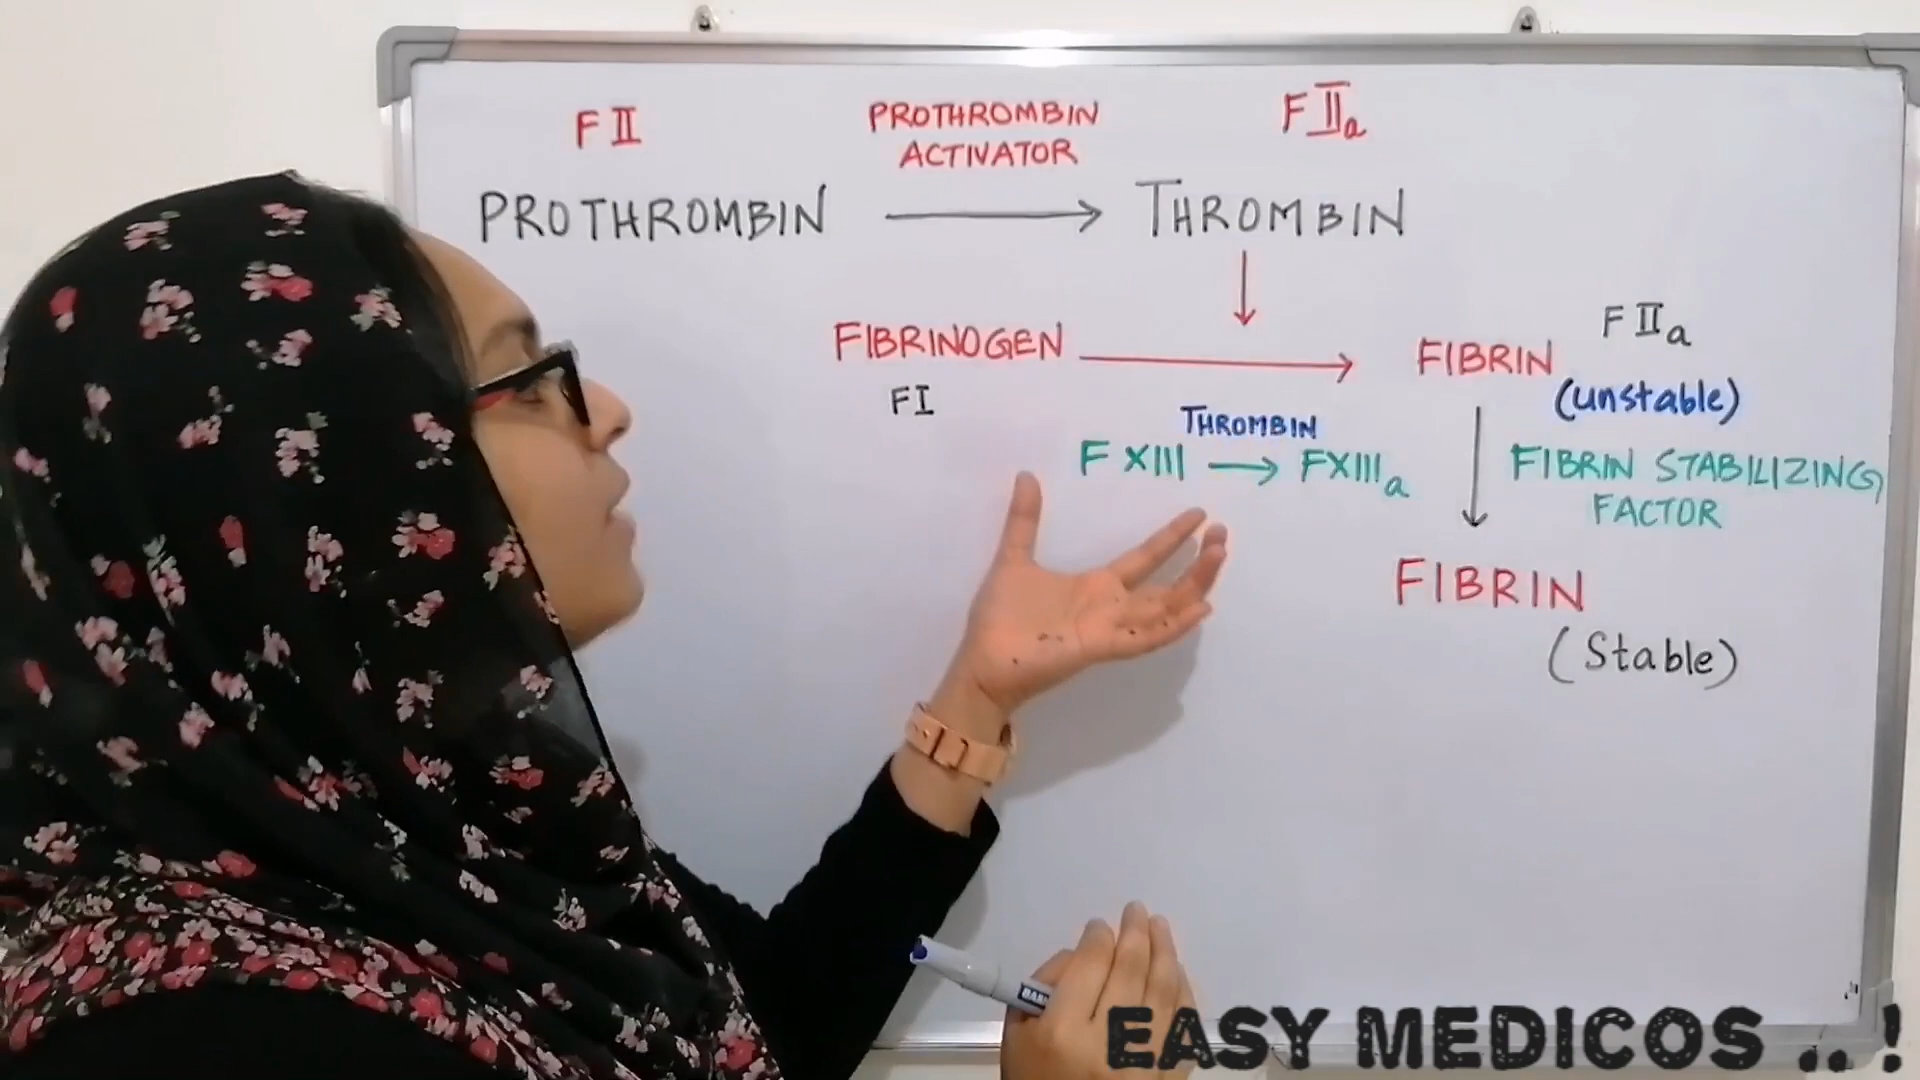 F II
PROTHROMBIN
ACTIVATOR
F IIa
PROTHROMBIN
THROMBIN
FIBRINOGEN
FI
FIBRIN
F IIa
(unstable)
THROMBIN
F XIII → FXIIIa
FIBRIN STABILIZING
FACTOR
FIBRIN
(Stable)
EASY MEDICOS ..!